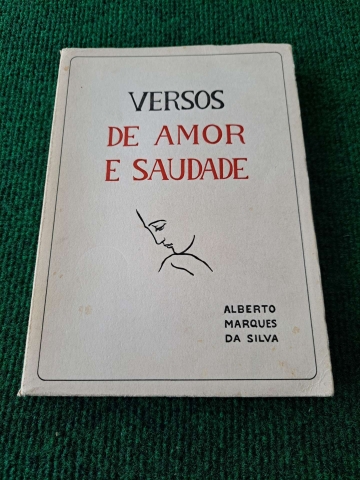 VERSOS
DE AMOR
E SAUDADE
ALBERTO
MARQUES
DA SILVA